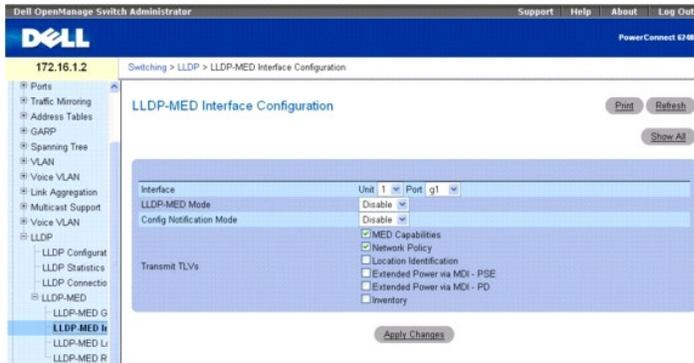 Dell OpenManage Switch Administrator Support Help About Log Out
DELL
PowerConnect 6248
172.16.1.2
Switching > LLDP > LLDP-MED Interface Configuration
Ports
Traffic Mirroring
Address Tables
GARP
Spanning Tree
VLAN
Voice VLAN
Link Aggregation
Multicast Support
Voice VLAN
LLDP
LLDP Configurat
LLDP Statistics
LLDP Connectio
LLDP-MED
LLDP-MED G
LLDP-MED In
LLDP-MED L
LLDP-MED R
LLDP-MED Interface Configuration
Print Refresh
Show All
Interface Unit 1 Port g1
LLDP-MED Mode Disable
Config Notification Mode Disable
Transmit TLVs
MED Capabilities
Network Policy
Location Identification
Extended Power via MDI - PSE
Extended Power via MDI - PD
Inventory
Apply Changes